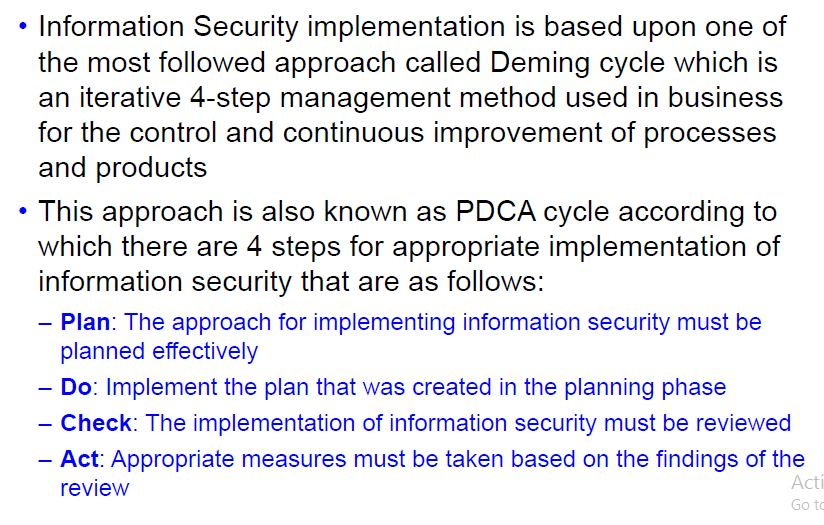 • Information Security implementation is based upon one of
the most followed approach called Deming cycle which is
an iterative 4-step management method used in business
for the control and continuous improvement of processes
and products
• This approach is also known as PDCA cycle according to
which there are 4 steps for appropriate implementation of
information security that are as follows:
– Plan: The approach for implementing information security must be
planned effectively
– Do: Implement the plan that was created in the planning phase
– Check: The implementation of information security must be reviewed
– Act: Appropriate measures must be taken based on the findings of the
review
Acti
Go to